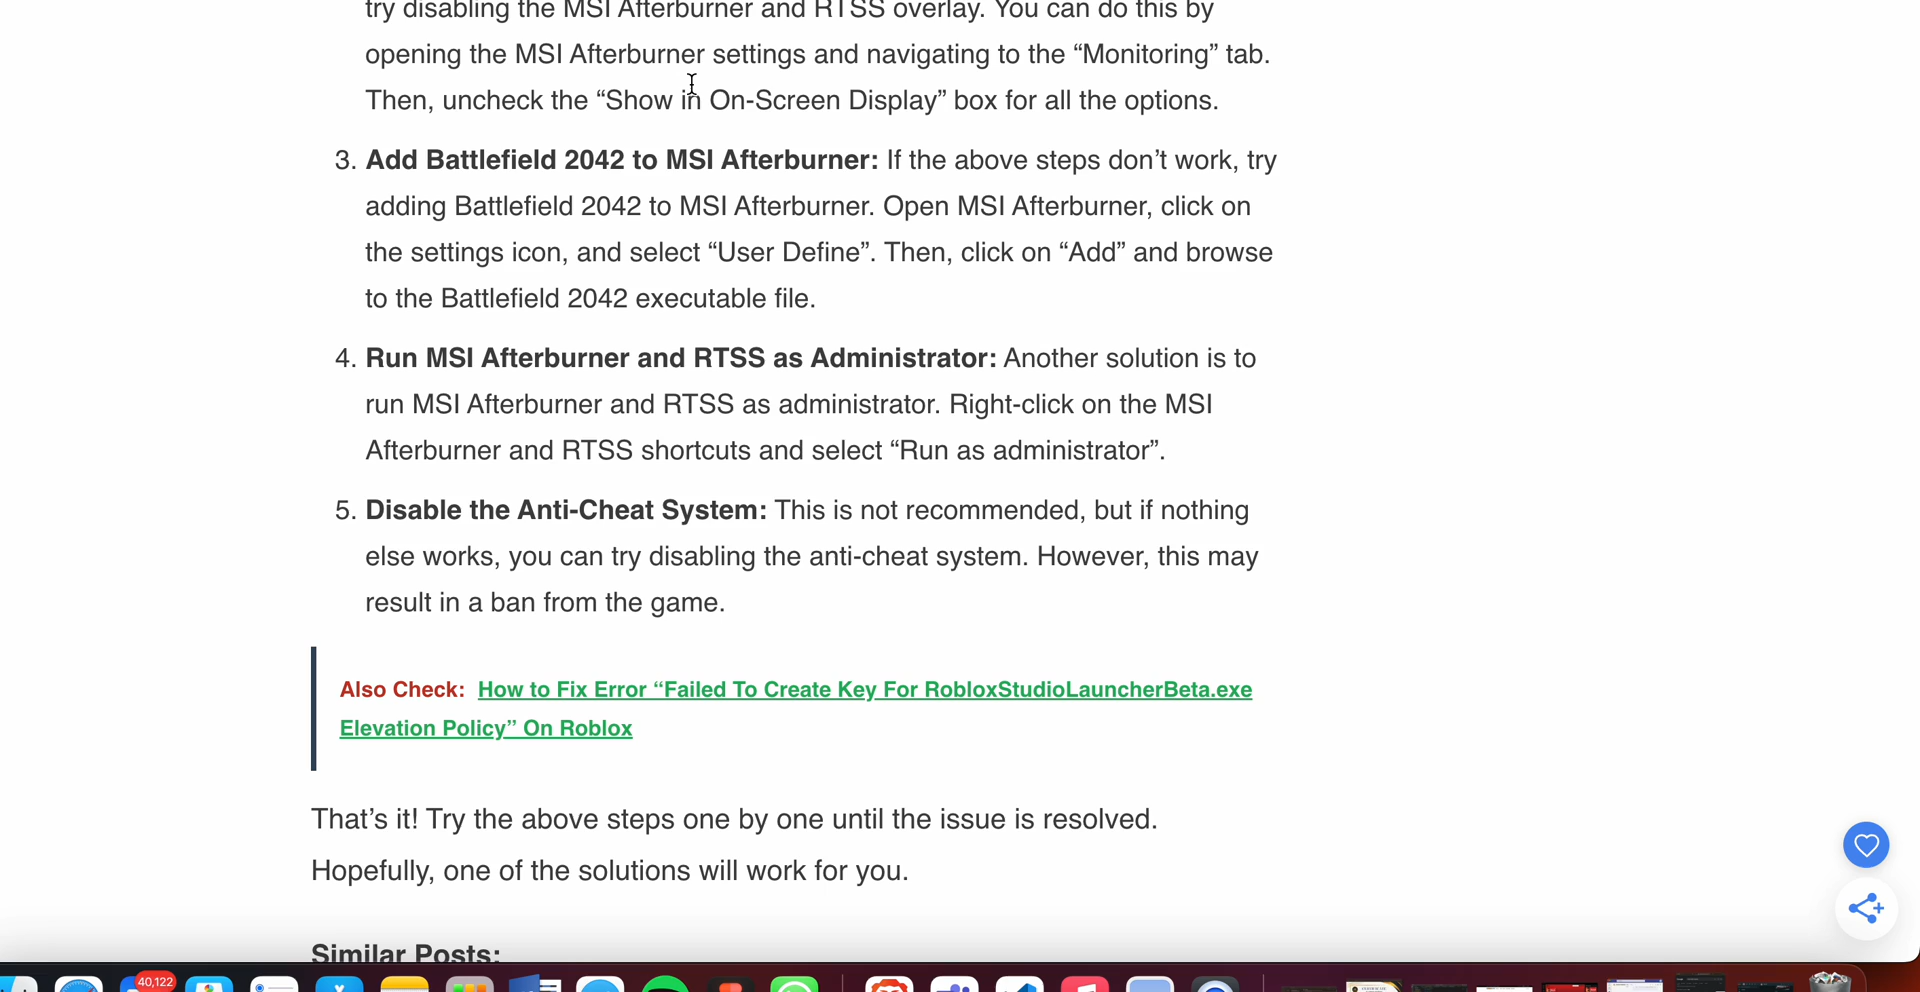 try disabling the MSI Afterburner and RTSS overlay. You can do this by
opening the MSI Afterburner settings and navigating to the “Monitoring” tab.
Then, uncheck the “Show in On-Screen Display” box for all the options.
3. Add Battlefield 2042 to MSI Afterburner: If the above steps don’t work, try
adding Battlefield 2042 to MSI Afterburner. Open MSI Afterburner, click on
the settings icon, and select “User Define”. Then, click on “Add” and browse
to the Battlefield 2042 executable file.
4. Run MSI Afterburner and RTSS as Administrator: Another solution is to
run MSI Afterburner and RTSS as administrator. Right-click on the MSI
Afterburner and RTSS shortcuts and select “Run as administrator”.
5. Disable the Anti-Cheat System: This is not recommended, but if nothing
else works, you can try disabling the anti-cheat system. However, this may
result in a ban from the game.
Also Check: How to Fix Error “Failed To Create Key For RobloxStudioLauncherBeta.exe
Elevation Policy” On Roblox
That’s it! Try the above steps one by one until the issue is resolved.
Hopefully, one of the solutions will work for you.
Similar Posts:
40,122